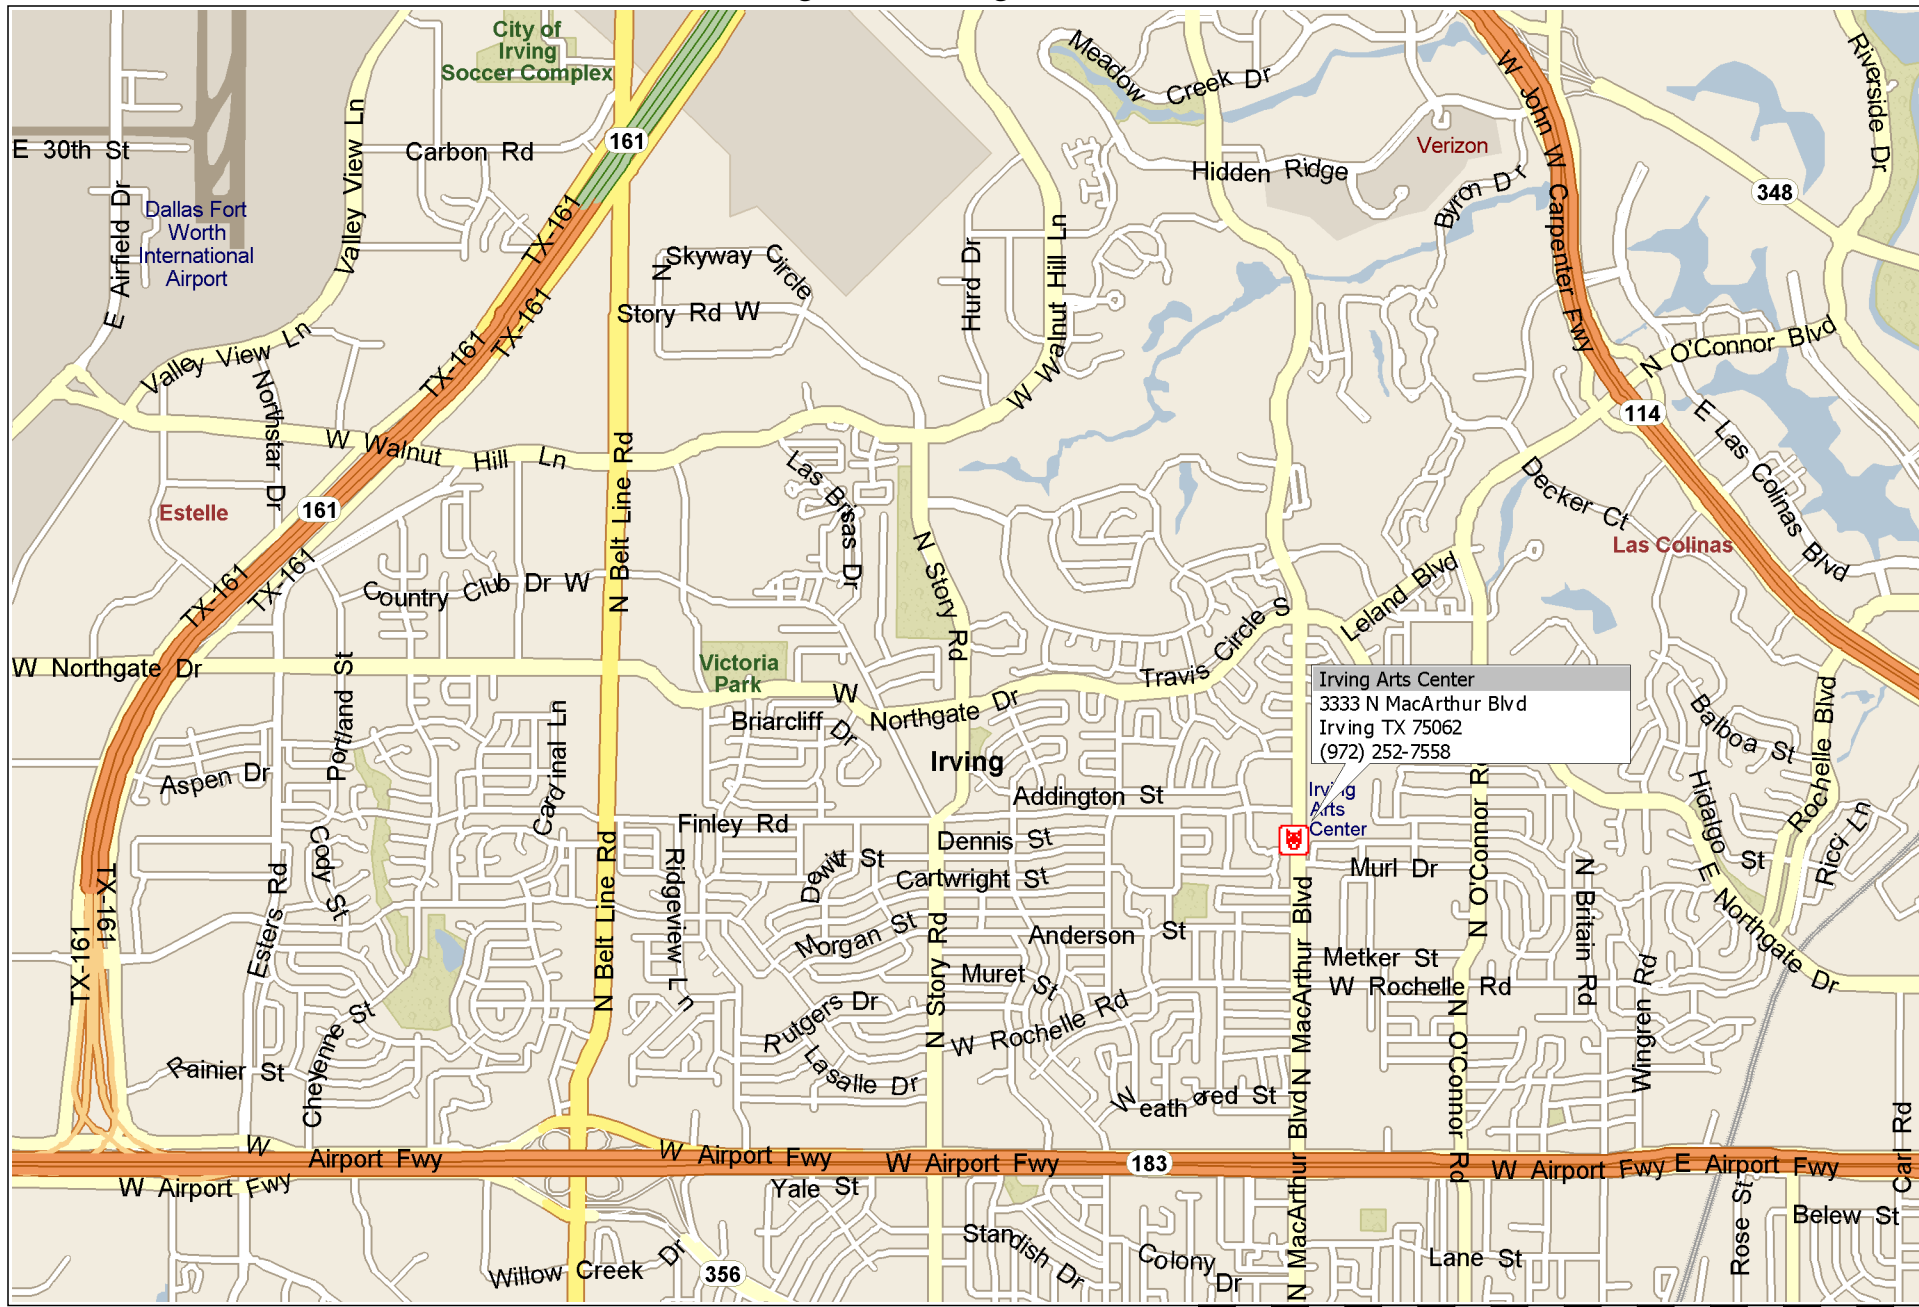 City of
Irving
Soccer Complex
Meadow
Creek Dr
W John W Carpenter Fwy
Riverside Dr
161
E 30th St
Carbon Rd
Valley View Ln
Verizon
Hidden Ridge
Byron Dr
348
E Airfield Dr
Dallas Fort
Worth
International
Airport
TX-161
TX-161
N
Skyway Circle
Story Rd W
Hurd Dr
W Walnut Hill Ln
Valley View Ln
TX-161
N O'Connor Blvd
Northstar Dr
114
E Las Colinas Blvd
W Walnut Hill Ln
N Belt Line Rd
Las Brisas Dr
Decker Ct
Estelle
161
Las Colinas
N Story Rd
TX-161
TX-161
Country Club Dr W
Leland Blvd
Travis Circle S
W Northgate Dr
Portland St
Victoria
Park
W Northgate Dr
Irving Arts Center
3333 N MacArthur Blvd
Irving TX 75062
(972) 252-7558
Briarcliff Dr
Cardinal Ln
Balboa St
Rochelle Blvd
Irving
Aspen Dr
Addington St
Irving
Arts
Center
N O'Connor Rd
Hidalgo St
Ricci Ln
Finley Rd
Dennis St
Cody St
Dewitt St
Murl Dr
Cartwright St
N Belt Line Rd
Ridgeview Ln
Esters Rd
TX-161
TX-161
Morgan St
N Story Rd
Anderson St
N MacArthur Blvd
N Britain Rd
E Northgate Dr
Metker St
Muret St
W Rochelle Rd
Wingren Rd
Rutgers Dr
W Rochelle Rd
Cheyenne St
Rainier St
Lasalle Dr
Weathored St
N O'Connor Rd
Carl Rd
W Airport Fwy
W Airport Fwy
W Airport Fwy
183
W Airport Fwy
E Airport Fwy
W Airport Fwy
Yale St
N MacArthur Blvd
Rose St
Belew St
Standish Dr
Colony Dr
Lane St
Willow Creek Dr
356